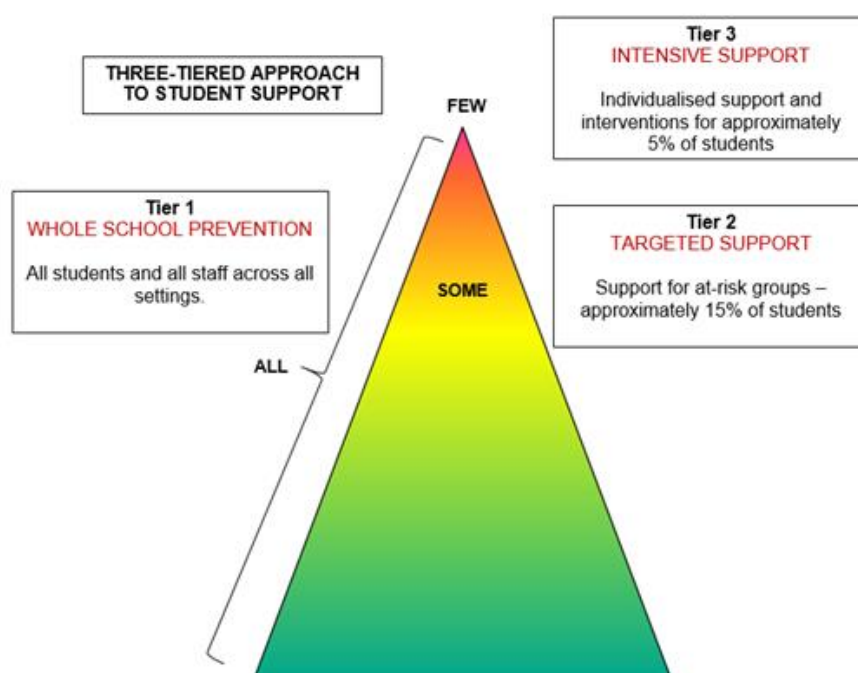 THREE-TIERED APPROACH
TO STUDENT SUPPORT
Tier 3
INTENSIVE SUPPORT
Individualised support and
interventions for approximately
5% of students
FEW
Tier 1
WHOLE SCHOOL PREVENTION
All students and all staff across all
settings.
Tier 2
TARGETED SUPPORT
Support for at-risk groups –
approximately 15% of students
SOME
ALL